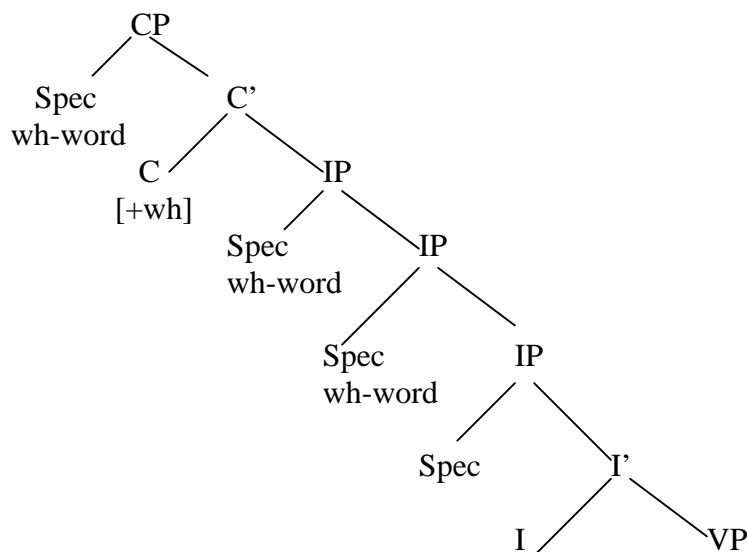 CP
Spec C’
wh-word
C IP
[+wh]
Spec IP
wh-word
Spec IP
wh-word
Spec I’
I VP